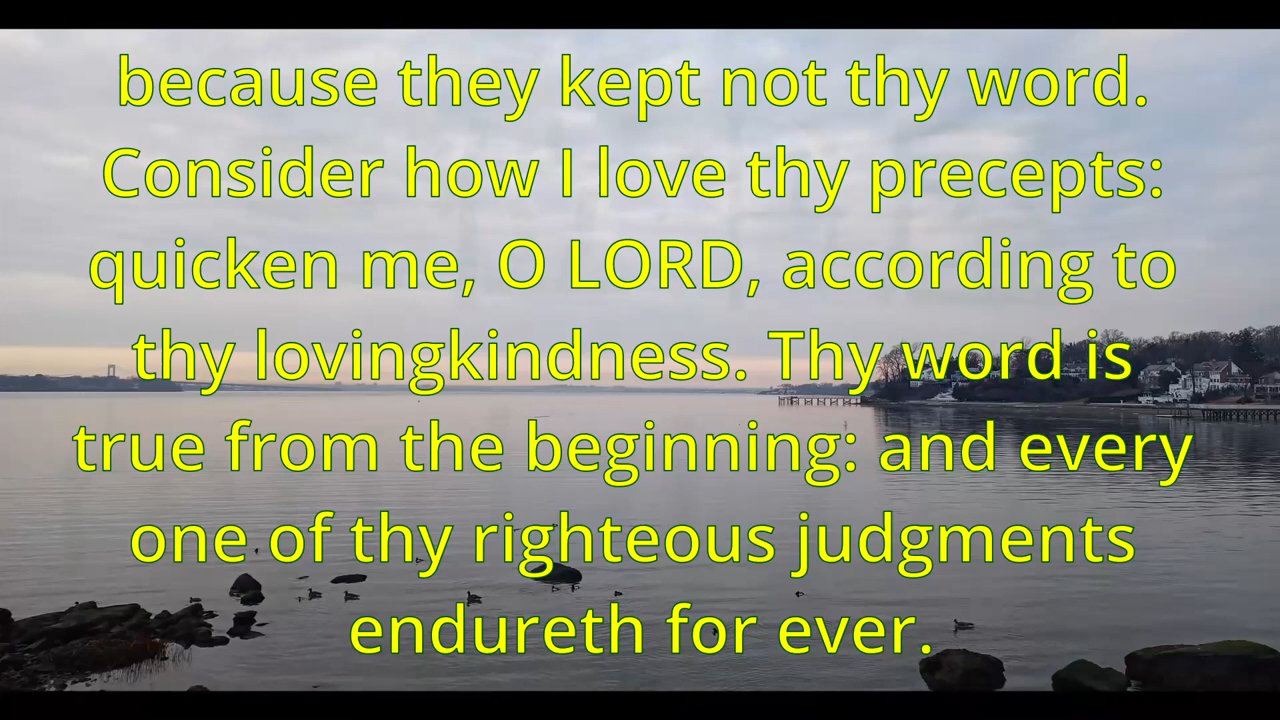 because they kept not thy word.
Consider how I love thy precepts:
quicken me, O LORD, according to
thy lovingkindness. Thy word is
true from the beginning: and every
one of thy righteous judgments
endureth for ever.